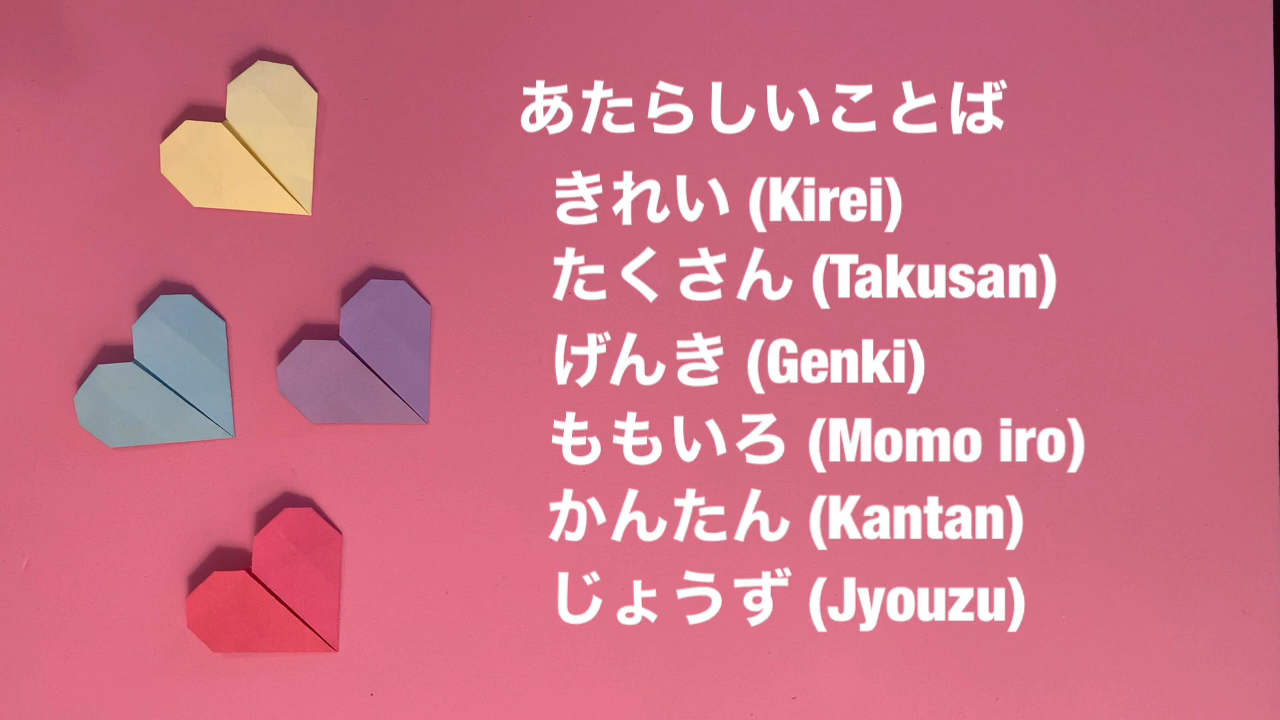 あたらしいことば
きれい (Kirei)
たくさん (Takusan)
げんき (Genki)
ももいろ (Momo iro)
かんたん (Kantan)
じょうず (Jyouzu)